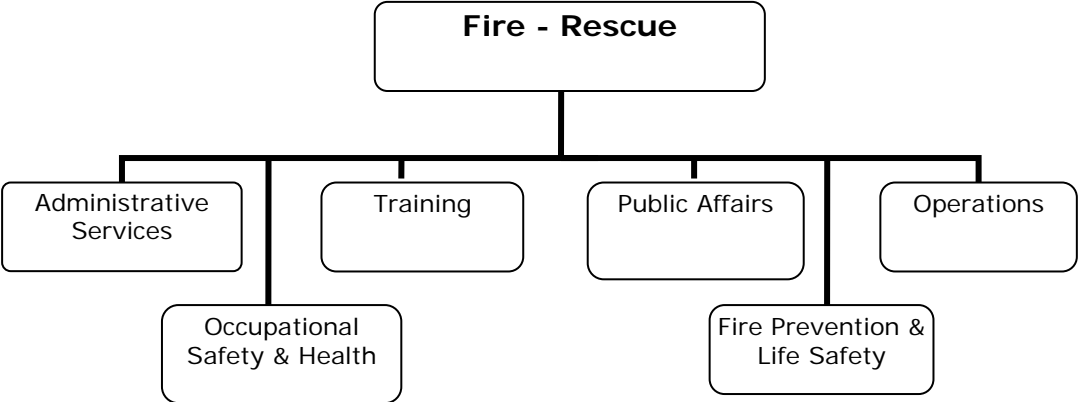 Fire - Rescue
Administrative
Services
Training
Public Affairs
Operations
Occupational
Safety & Health
Fire Prevention &
Life Safety